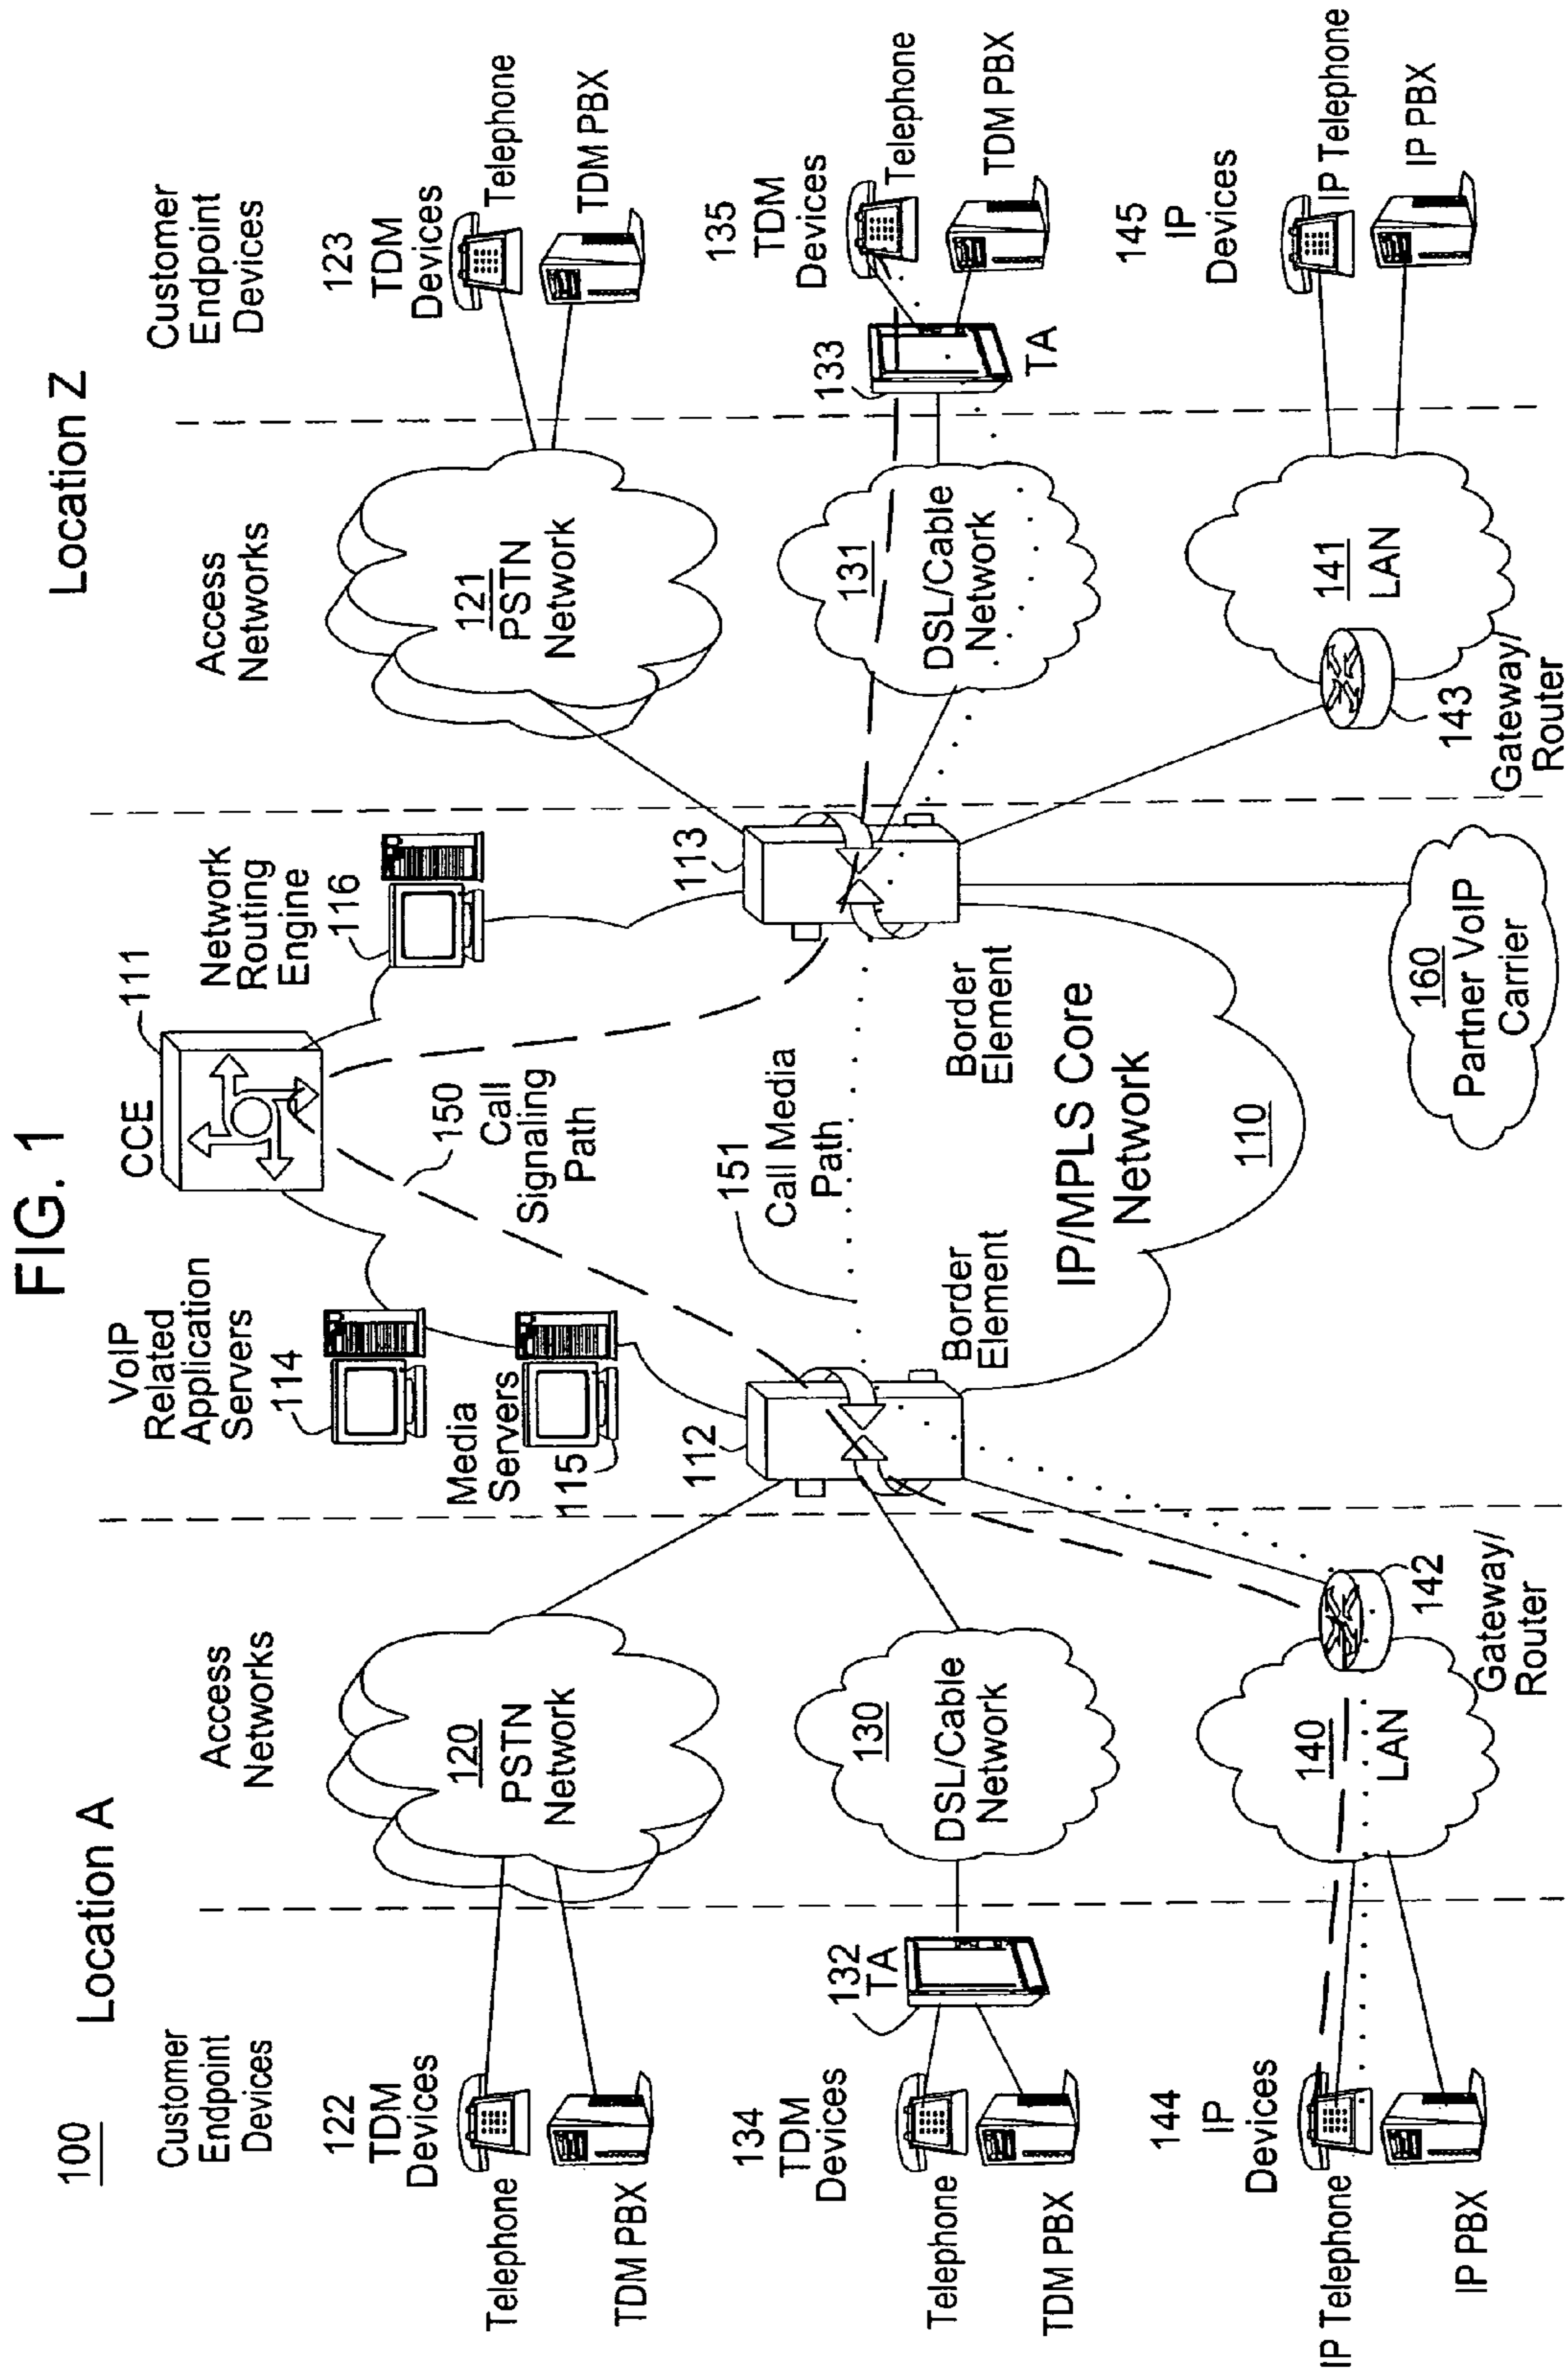 FIG. 1
100
Location A
Location Z
Customer
Endpoint
Devices
Access
Networks
VoIP
Related
Application
Servers
114
CCE
111
Network
Routing
Engine
116
Access
Networks
Customer
Endpoint
Devices
122
TDM
Devices
Telephone
TDM PBX
120
PSTN
Network
Media
Servers
115
150
Call
Signaling
Path
121
PSTN
Network
123
TDM
Devices
Telephone
TDM PBX
134
TDM
Devices
Telephone
TDM PBX
132
TA
130
DSL/Cable
Network
112
Border
Element
151
Call Media
Path
113
Border
Element
131
DSL/Cable
Network
133
TA
135
TDM
Devices
Telephone
TDM PBX
IP/MPLS Core
Network
110
144
IP
Devices
IP Telephone
IP PBX
140
LAN
142
Gateway/
Router
160
Partner VoIP
Carrier
143
Gateway/
Router
141
LAN
145
IP
Devices
IP Telephone
IP PBX